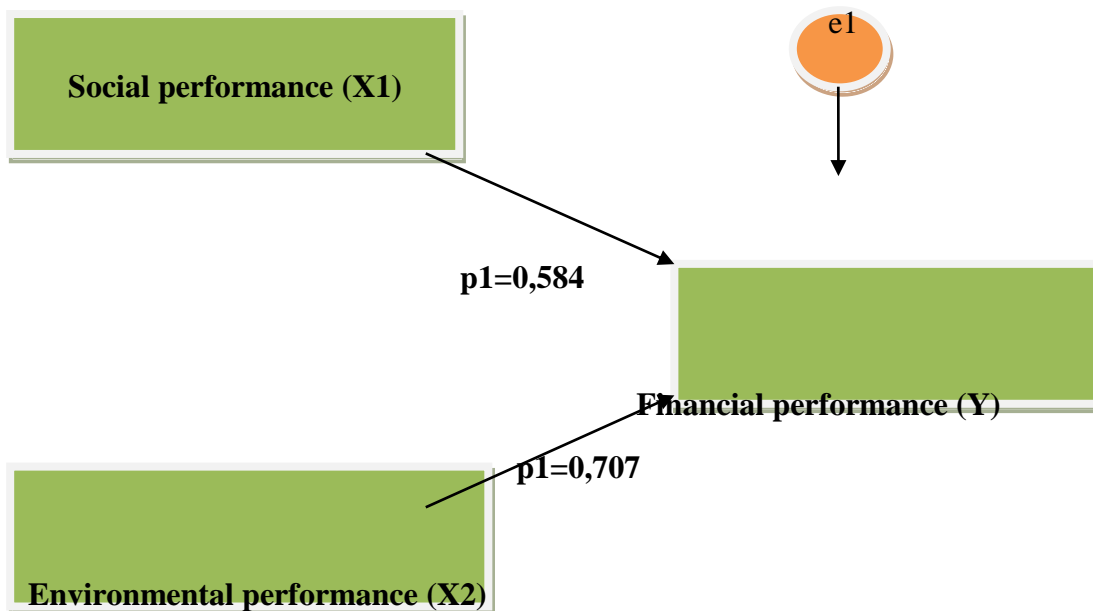 e1
Social performance (X1)
p1=0,584
Financial performance (Y)
p1=0,707
Environmental performance (X2)